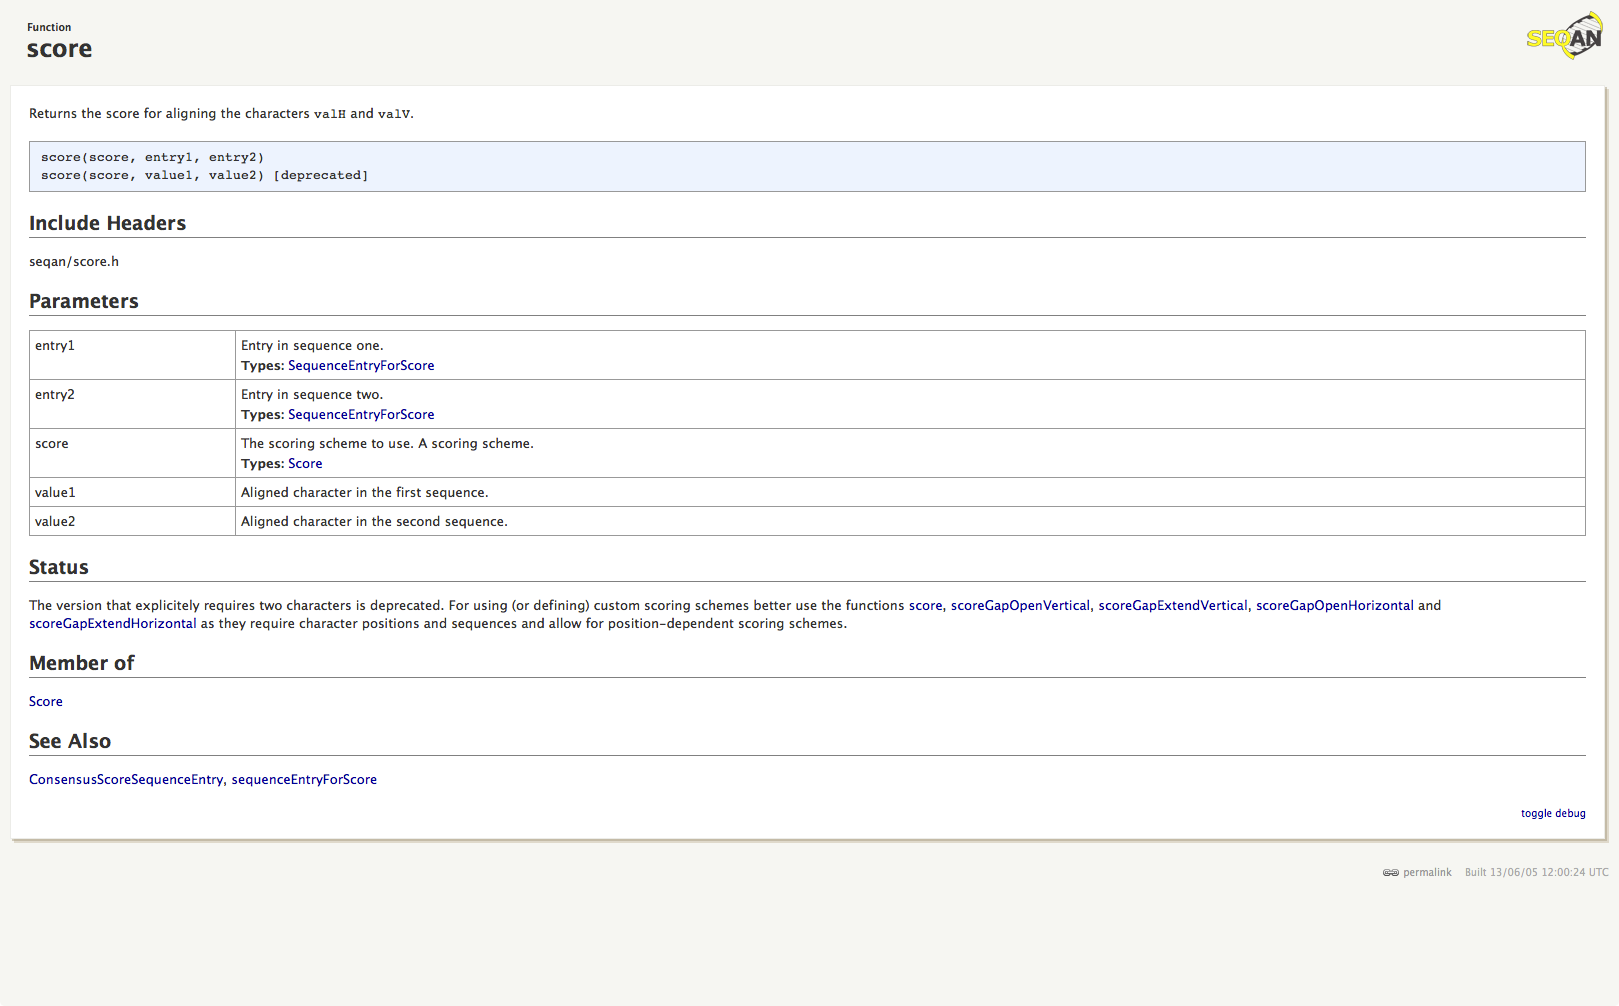 Function
score
SEQAN
Returns the score for aligning the characters valH and valV.
score(score, entry1, entry2)
score(score, value1, value2) [deprecated]
Include Headers
seqan/score.h
Parameters
entry1 Entry in sequence one.
Types: SequenceEntryForScore
entry2 Entry in sequence two.
Types: SequenceEntryForScore
score The scoring scheme to use. A scoring scheme.
Types: Score
value1 Aligned character in the first sequence.
value2 Aligned character in the second sequence.
Status
The version that explicitely requires two characters is deprecated. For using (or defining) custom scoring schemes better use the functions score, scoreGapOpenVertical, scoreGapExtendVertical, scoreGapOpenHorizontal and
scoreGapExtendHorizontal as they require character positions and sequences and allow for position-dependent scoring schemes.
Member of
Score
See Also
ConsensusScoreSequenceEntry, sequenceEntryForScore
toggle debug
permalink Built 13/06/05 12:00:24 UTC